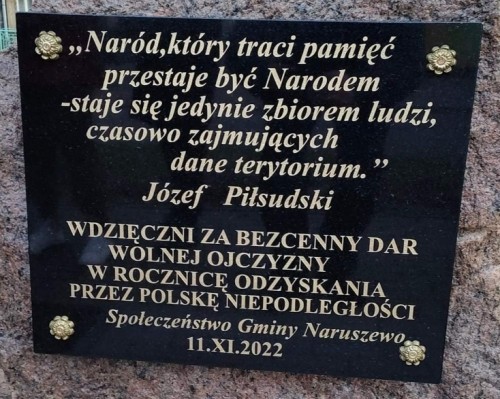 „Naród,który traci pamięć
przestaje być Narodem
-staje się jedynie zbiorem ludzi,
czasowo zajmujących
dane terytorium.”
Józef Piłsudski
WDZIĘCZNI ZA BEZCENNY DAR
WOLNEJ OJCZYZNY
W ROCZNICĘ ODZYSKANIA
PRZEZ POLSKĘ NIEPODLEGŁOŚCI
Społeczeństwo Gminy Naruszewo
11.XI.2022